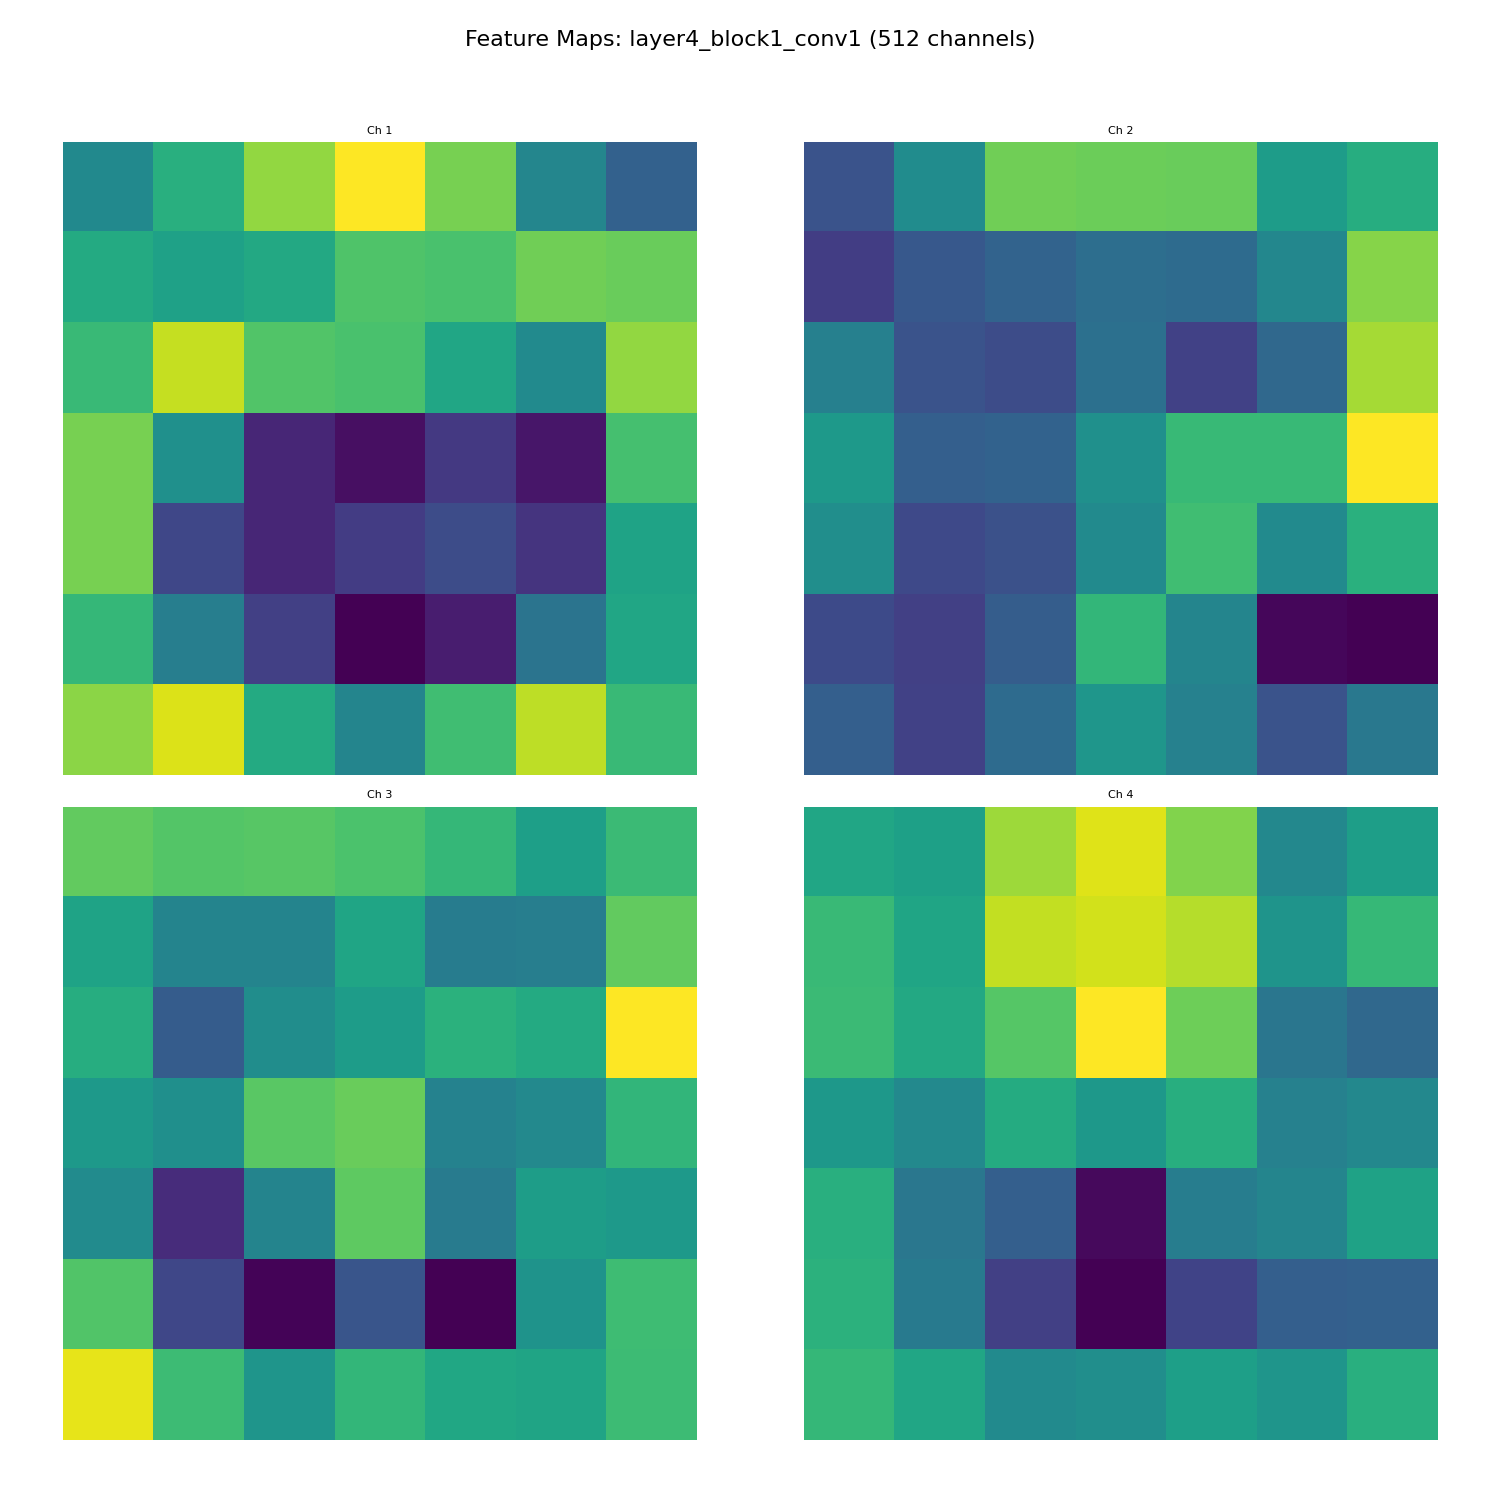 Feature Maps: layer4_block1_conv1 (512 channels)
Ch 1
Ch 2
Ch 3
Ch 4